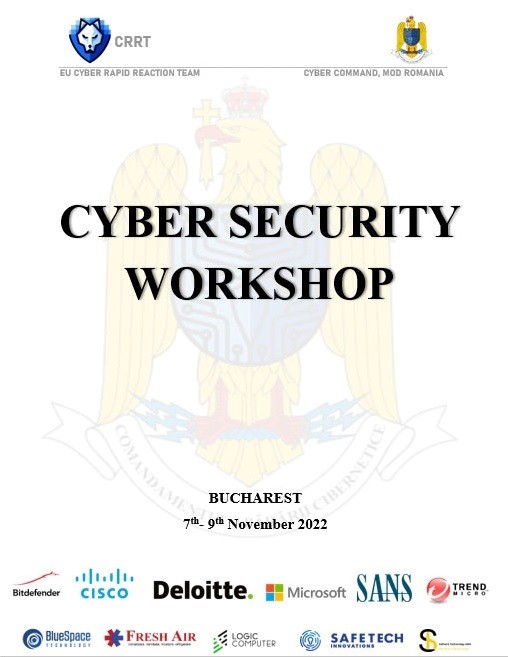 CRRT
EU CYBER RAPID REACTION TEAM
CYBER COMMAND, MOD ROMANIA
CYBER SECURITY
WORKSHOP
BUCHAREST
7th- 9th November 2022
Bitdefender
CISCO
Deloitte.
Microsoft
SANS
TREND
MICRO
BlueSpace
TECHNOLOGY
FRESH AIR
LOGIC
COMPUTER
SAFETECH
INNOVATIONS